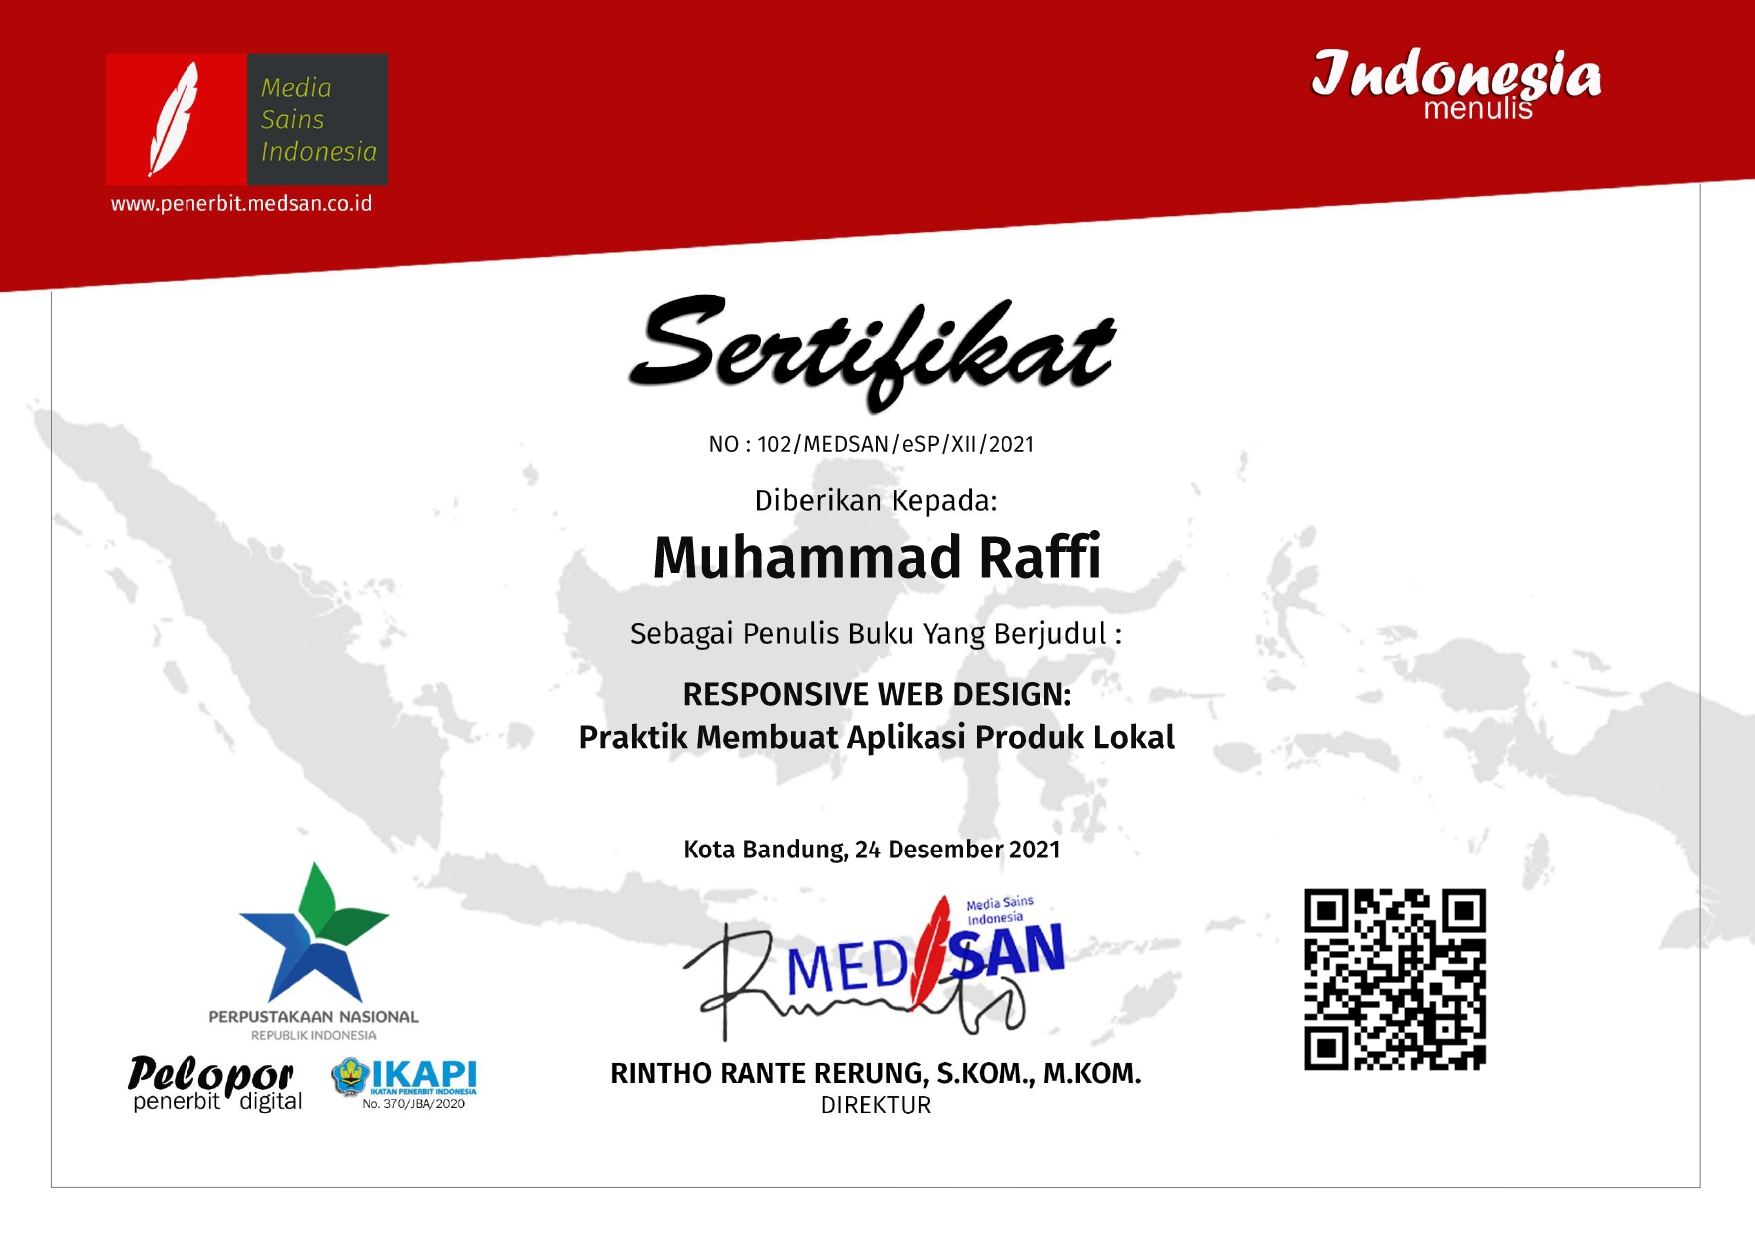 Media
Sains
Indonesia
www.penerbit.medsan.co.id
Indonesia
menulis
Sertifikat
NO : 102/MEDSAN/eSP/XII/2021
Diberikan Kepada:
Muhammad Raffi
Sebagai Penulis Buku Yang Berjudul :
RESPONSIVE WEB DESIGN:
Praktik Membuat Aplikasi Produk Lokal
Kota Bandung, 24 Desember 2021
Media Sains
Indonesia
MEDSAN
PERPUSTAKAAN NASIONAL
REPUBLIK INDONESIA
Pelopor
penerbit digital
IKAPI
IKATAN PENERBIT INDONESIA
No. 370/JBA/2020
RINTHO RANTE RERUNG, S.KOM., M.KOM.
DIREKTUR